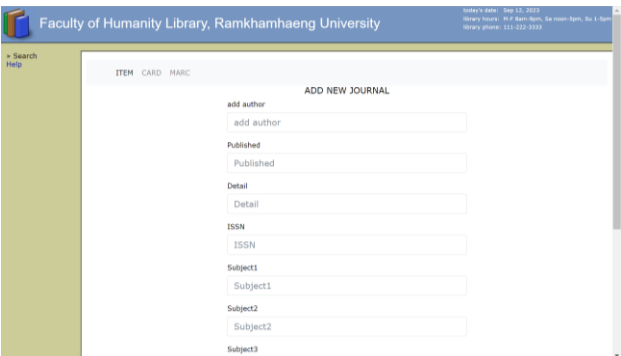 Faculty of Humanity Library, Ramkhamhaeng University
today's date: Sep 12, 2023
library hours: M-F 8am-9pm, Sa noon-5pm, Su 1-5pm
library phone: 111-222-3333
» Search
Help
ITEM CARD MARC
ADD NEW JOURNAL
add author
add author
Published
Published
Detail
Detail
ISSN
ISSN
Subject1
Subject1
Subject2
Subject2
Subject3